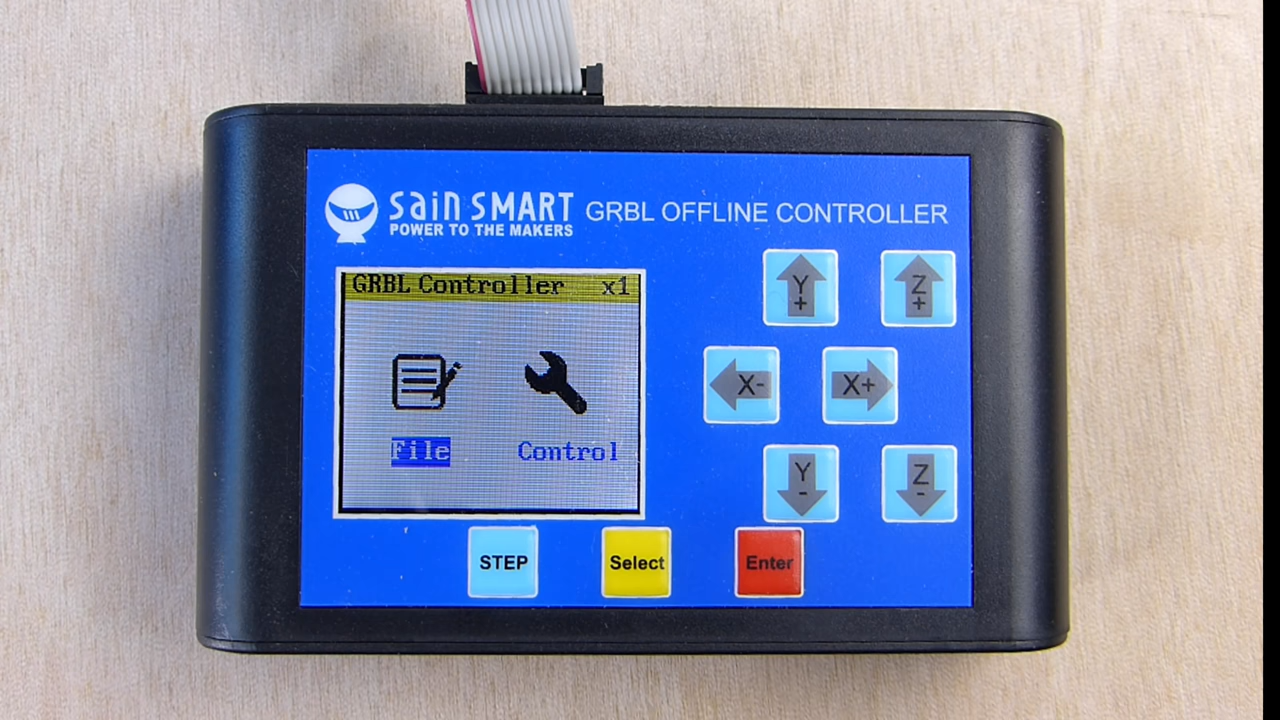 Sain SMART
POWER TO THE MAKERS
GRBL OFFLINE CONTROLLER
GRBL Controller x1
File Control
Y
+
Z
+
X-
X+
Y
-
Z
-
STEP
Select
Enter